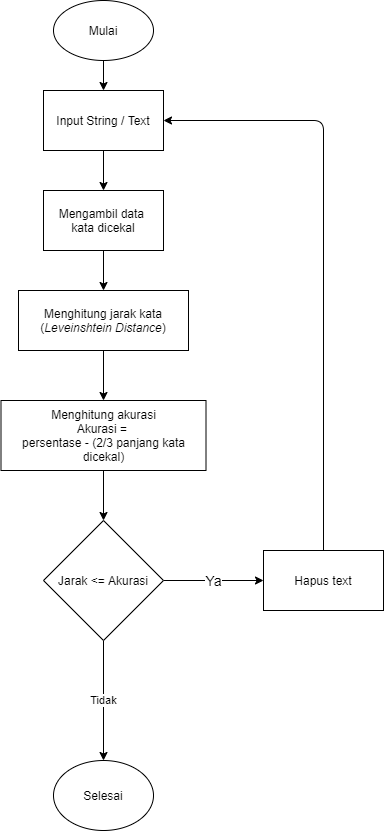 Mulai
Input String / Text
Mengambil data
kata dicekal
Menghitung jarak kata
(Leveinshtein Distance)
Menghitung akurasi
Akurasi =
persentase - (2/3 panjang kata
dicekal)
Jarak <= Akurasi
Ya
Hapus text
Tidak
Selesai